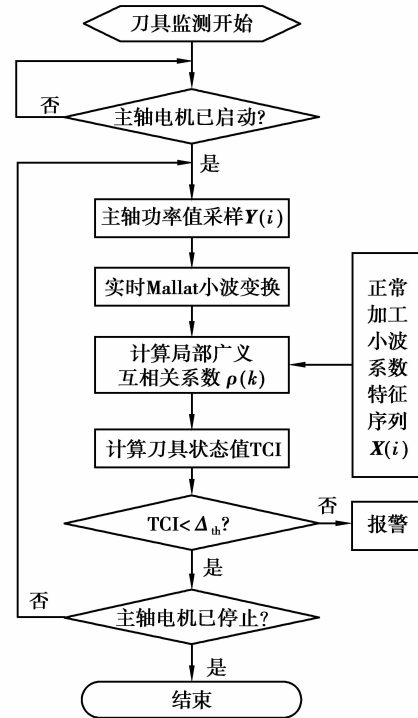 刀具监测开始
否
主轴电机已启动?
是
主轴功率值采样Y(i)
实时Mallat小波变换
计算局部广义
互相关系数 ρ(k)
正常
加工
小波
系数
特征
序列
X(i)
计算刀具状态值TCI
TCI<Δth?
否
报警
是
否
主轴电机已停止?
是
结束